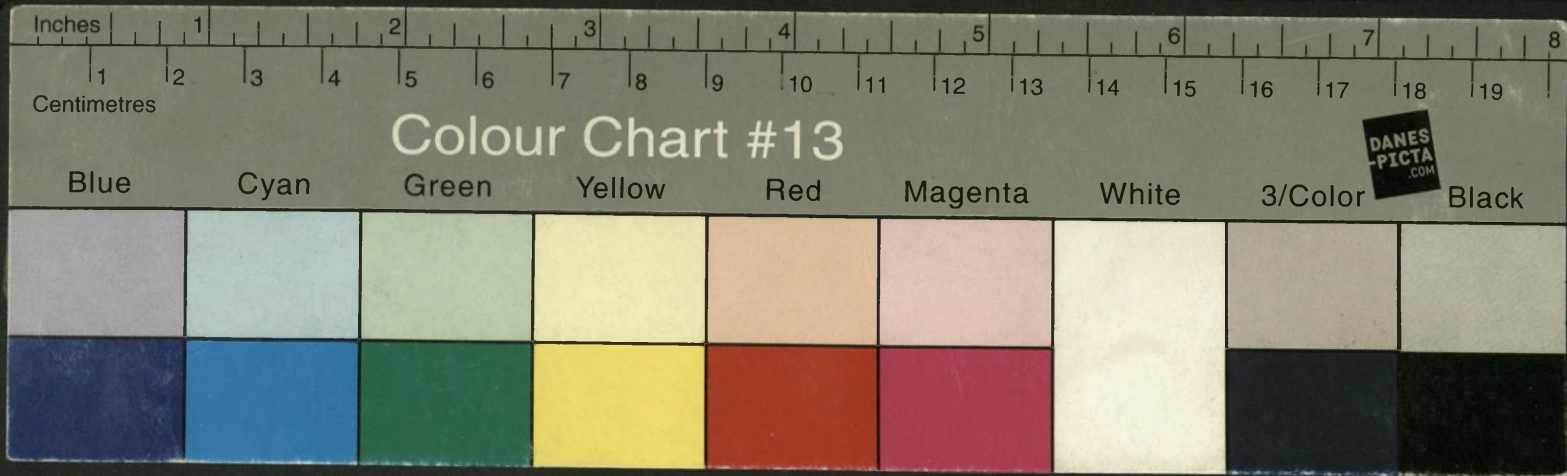 Inches 1 2 3 4 5 6 7 8
1 2 3 4 5 6 7 8 9 10 11 12 13 14 15 16 17 18 19
Centimetres
Colour Chart #13
DANES
-PICTA
.COM
Blue Cyan Green Yellow Red Magenta White 3/Color Black